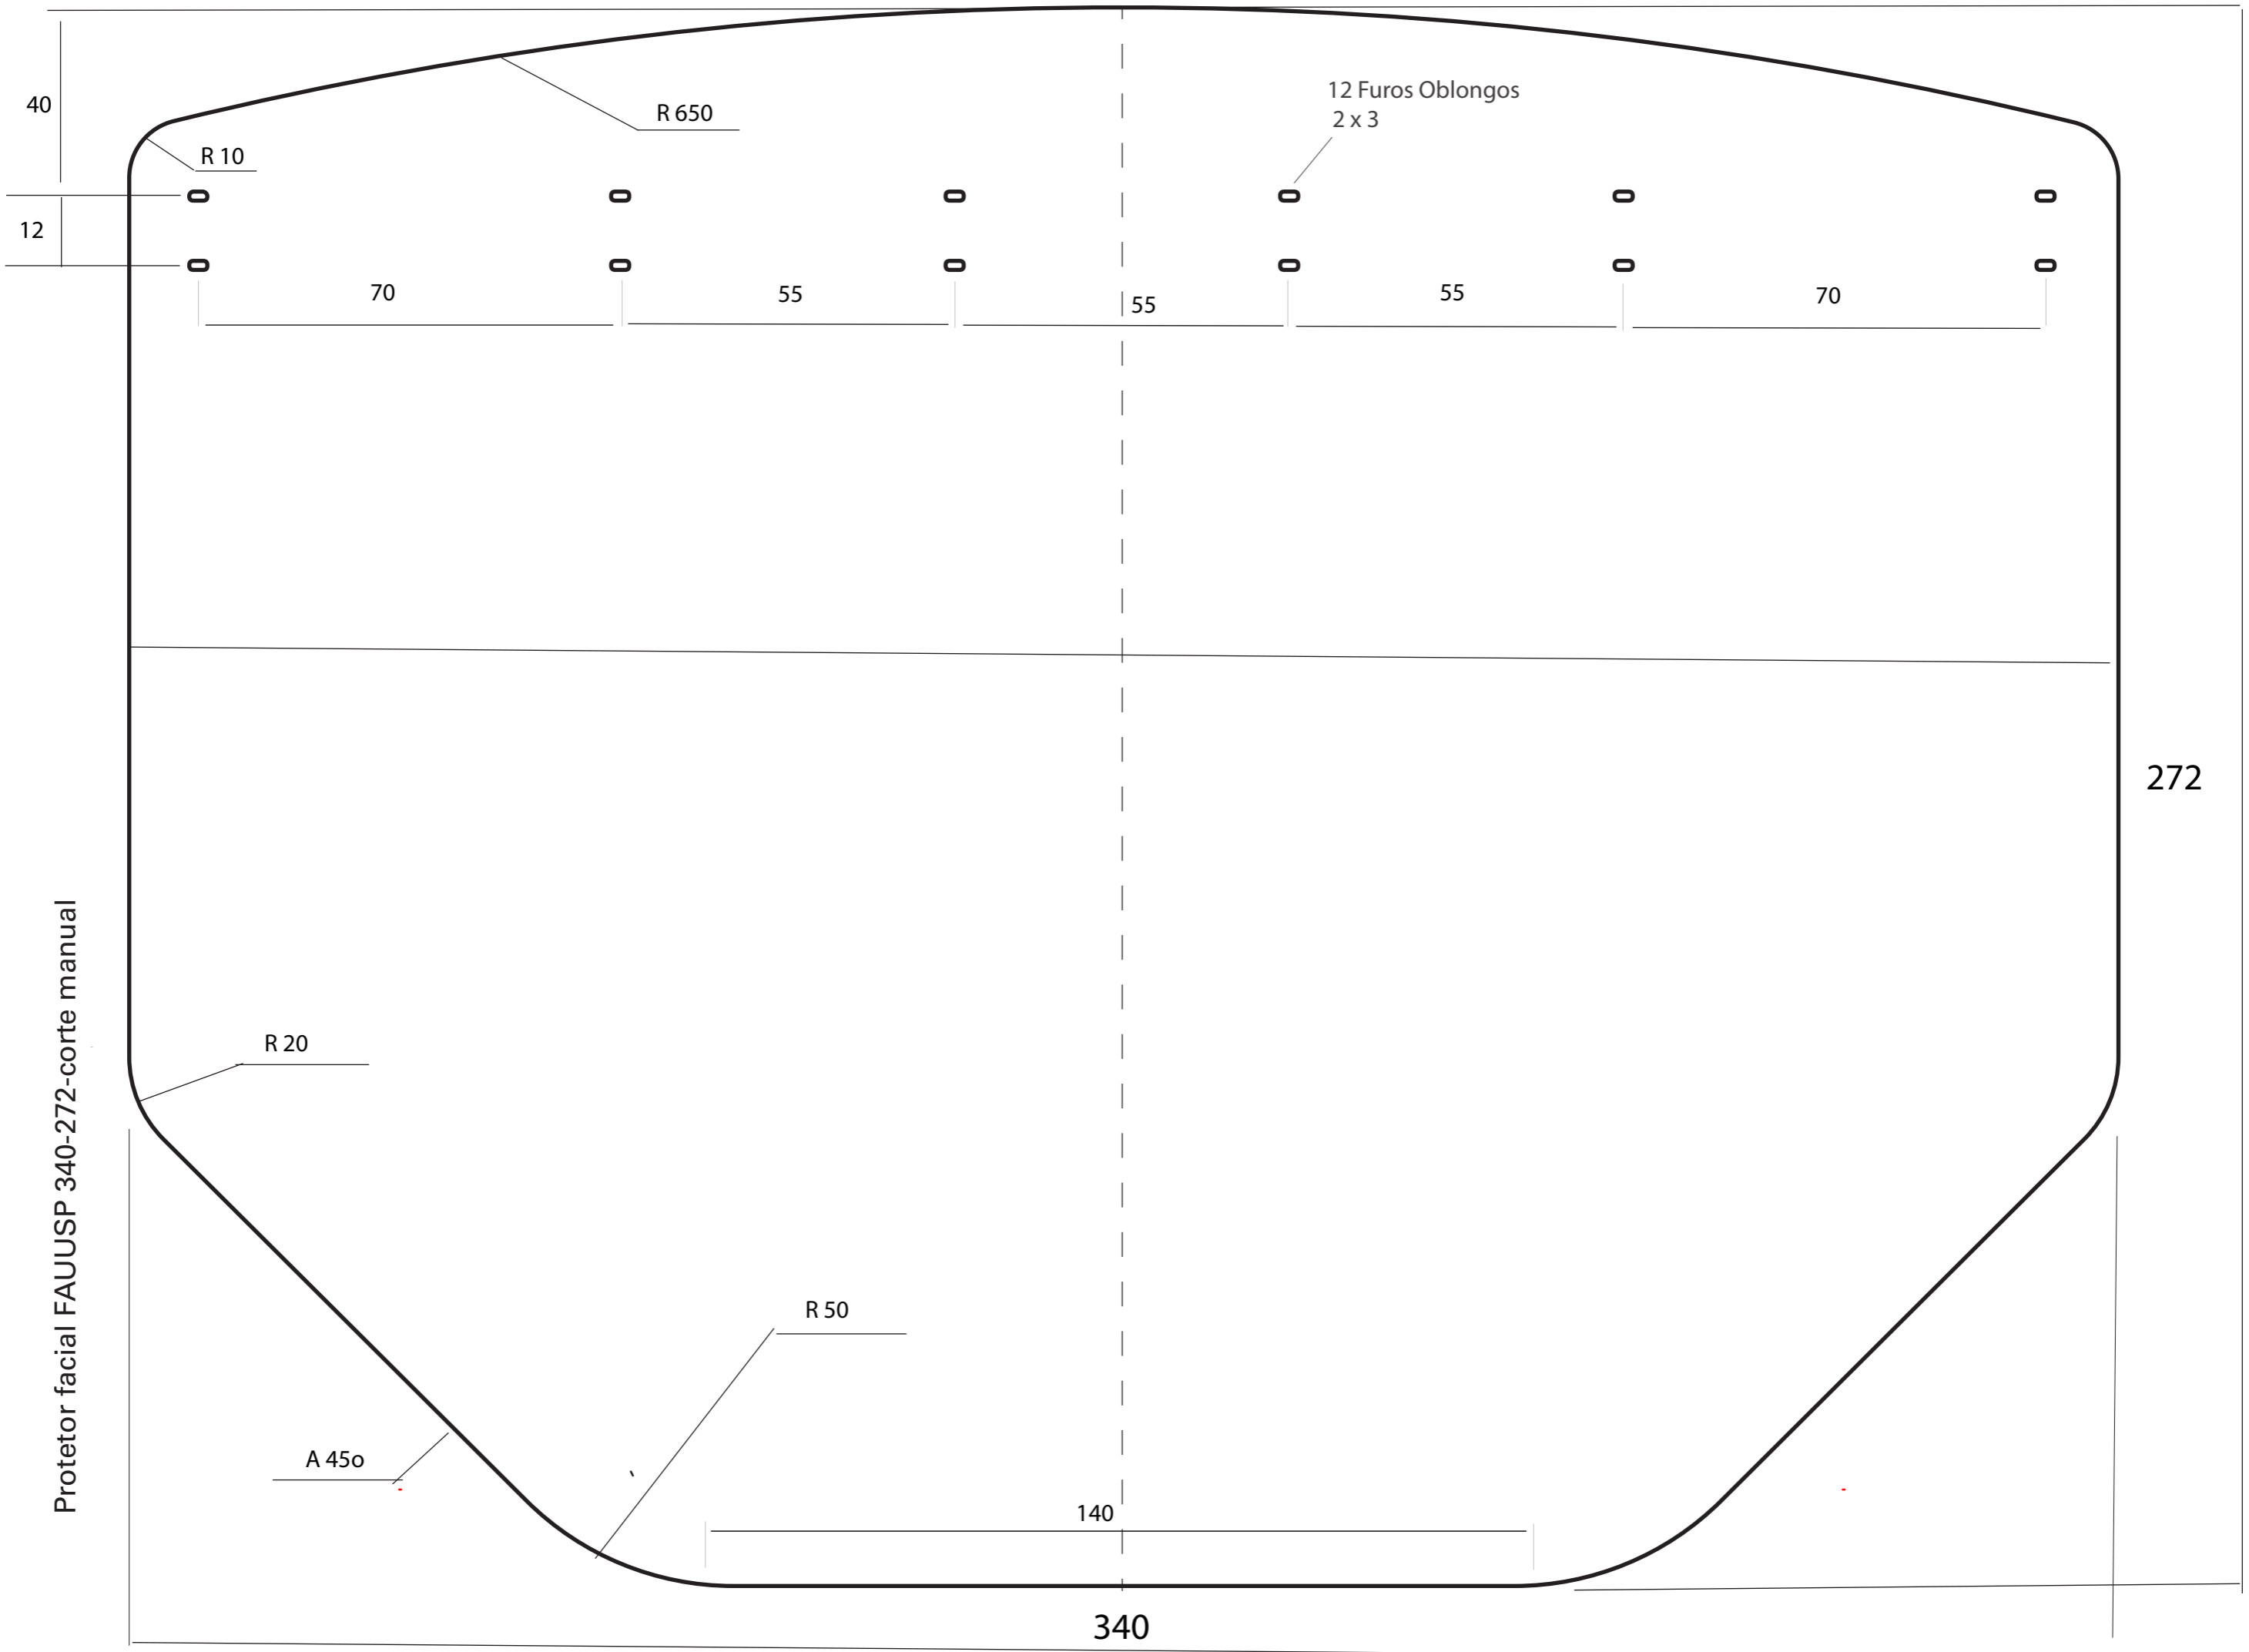 40
R 650
12 Furos Oblongos
2 x 3
R 10
12
70
55
55
55
70
272
Protetor facial FAUUSP 340-272-corte manual
R 20
R 50
A 45o
140
340